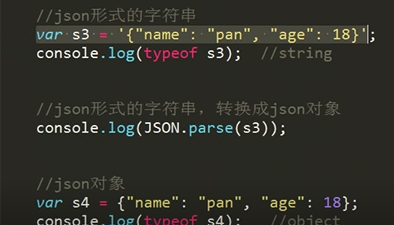 //json形式的字符串
var s3 = '{"name": "pan", "age": 18}';
console.log(typeof s3);  //string
//json形式的字符串, 转换成json对象
console.log(JSON.parse(s3));
//json对象
var s4 = {"name": "pan", "age": 18};
console.log(typeof s4);   //object